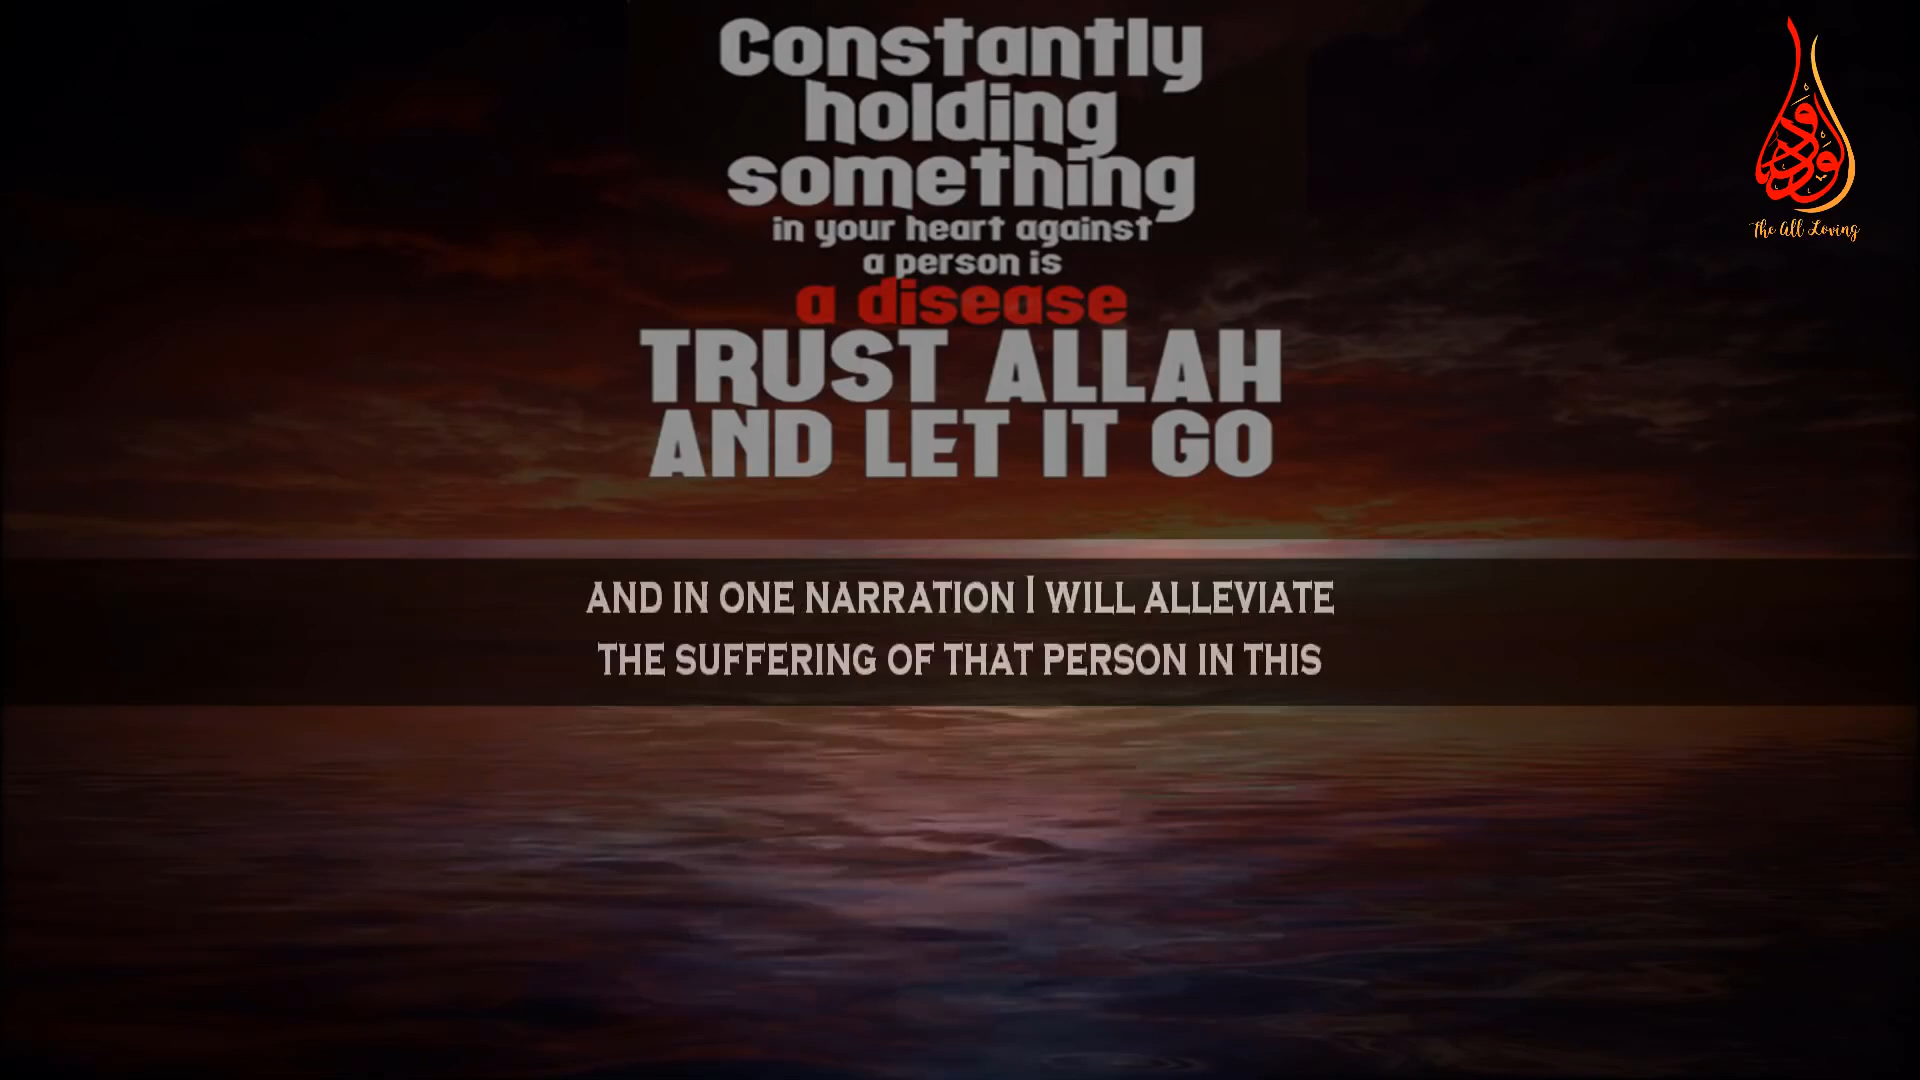 Constantly
holding
something
in your heart against
a person is
a disease
TRUST ALLAH
AND LET IT GO
The All Loving
AND IN ONE NARRATION I WILL ALLEVIATE
THE SUFFERING OF THAT PERSON IN THIS